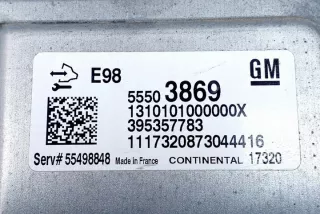 E98
GM
5550 3869
1310101000000X
395357783
1117320873044416
Serv# 55498848 Made in France CONTINENTAL 17320